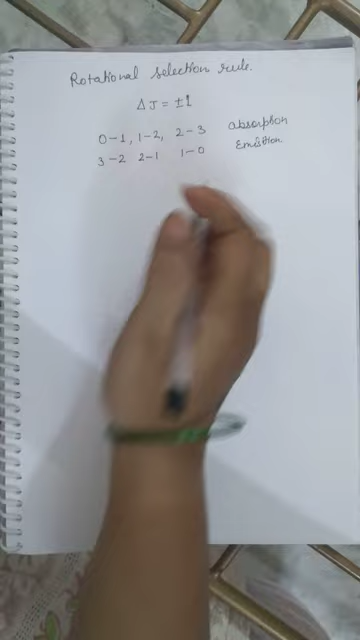 Rotational selection rule.
ΔJ = ±1
0-1, 1-2, 2-3 absorption
3-2 2-1 1-0 Emission